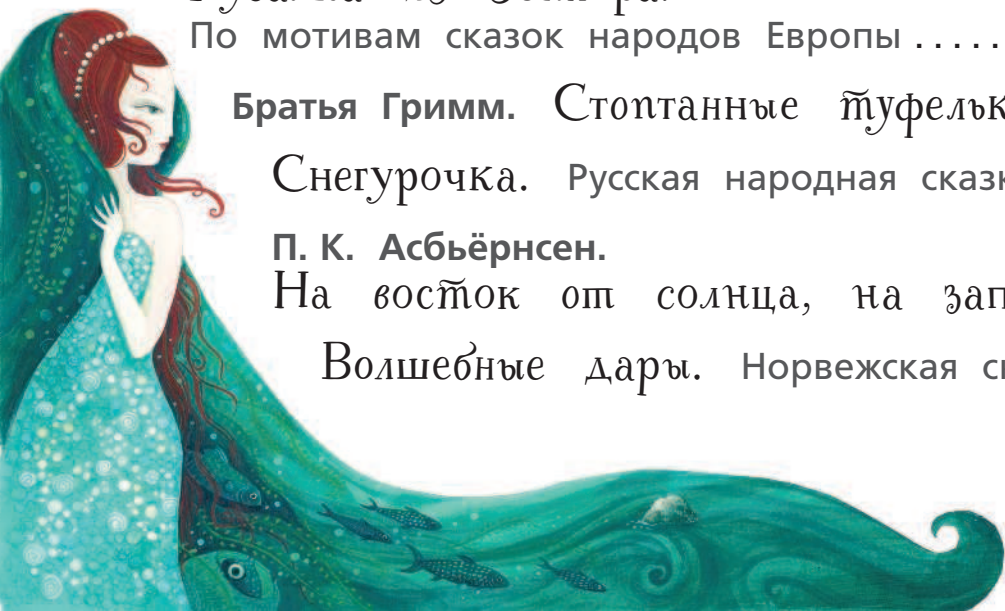 По мотивам сказок народов Европы .....
Братья Гримм. Стоптанные туфельк
Снегурочка. Русская народная сказк
П. К. Асбьёрнсен.
На восток от солнца, на зап
Волшебные дары. Норвежская ск